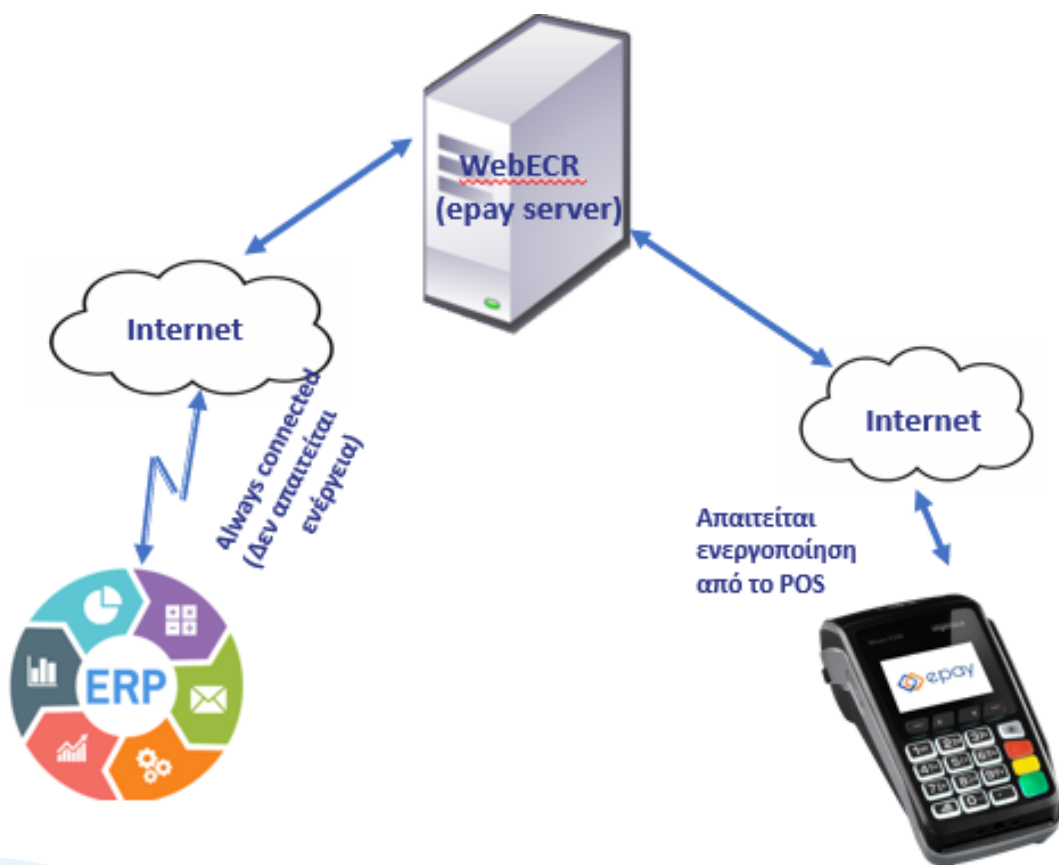 WebECR
(epay server)
Internet
Always connected
(Δεν απαιτείται
ενέργεια)
Internet
Απαιτείται
ενεργοποίηση
από το POS
ERP
epay